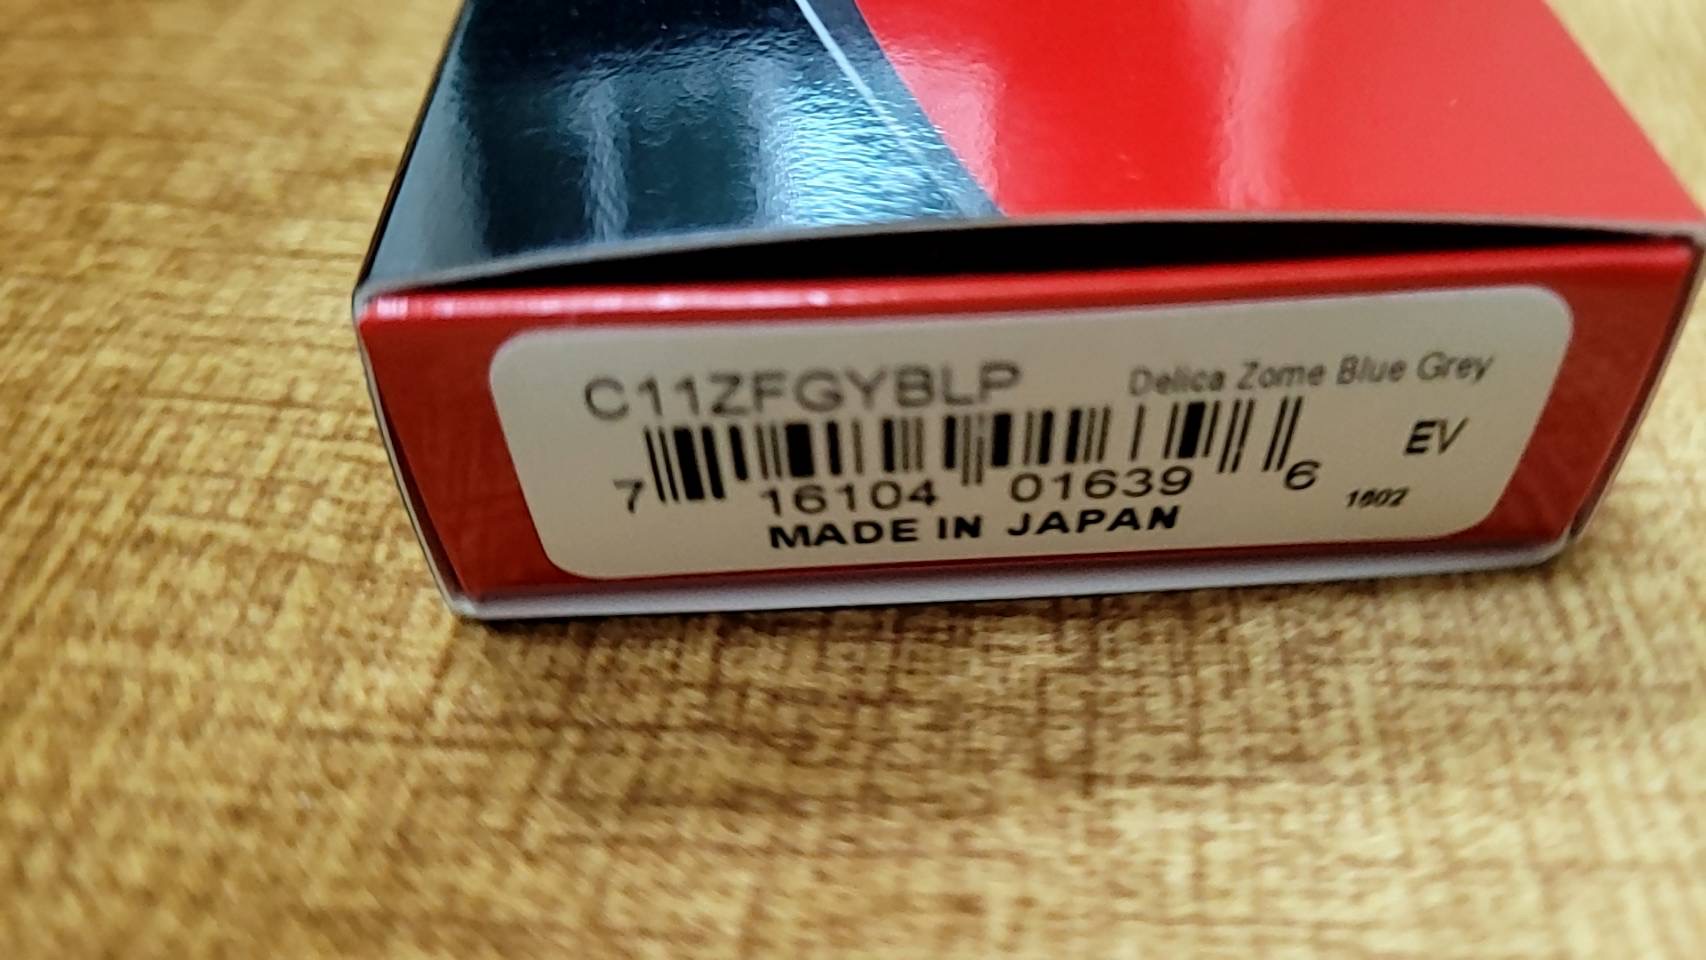 C11ZFGYBLP Delica Zome Blue Grey
EV
7 16104 01639 6 1602
MADE IN JAPAN